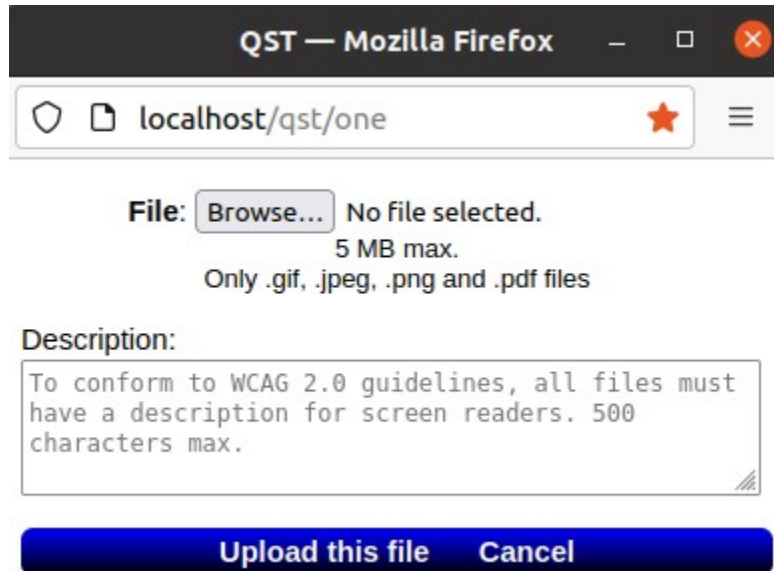 QST — Mozilla Firefox
localhost/qst/one
File: Browse... No file selected.
5 MB max.
Only .gif, .jpeg, .png and .pdf files
Description:
To conform to WCAG 2.0 guidelines, all files must
have a description for screen readers. 500
characters max.
Upload this file Cancel